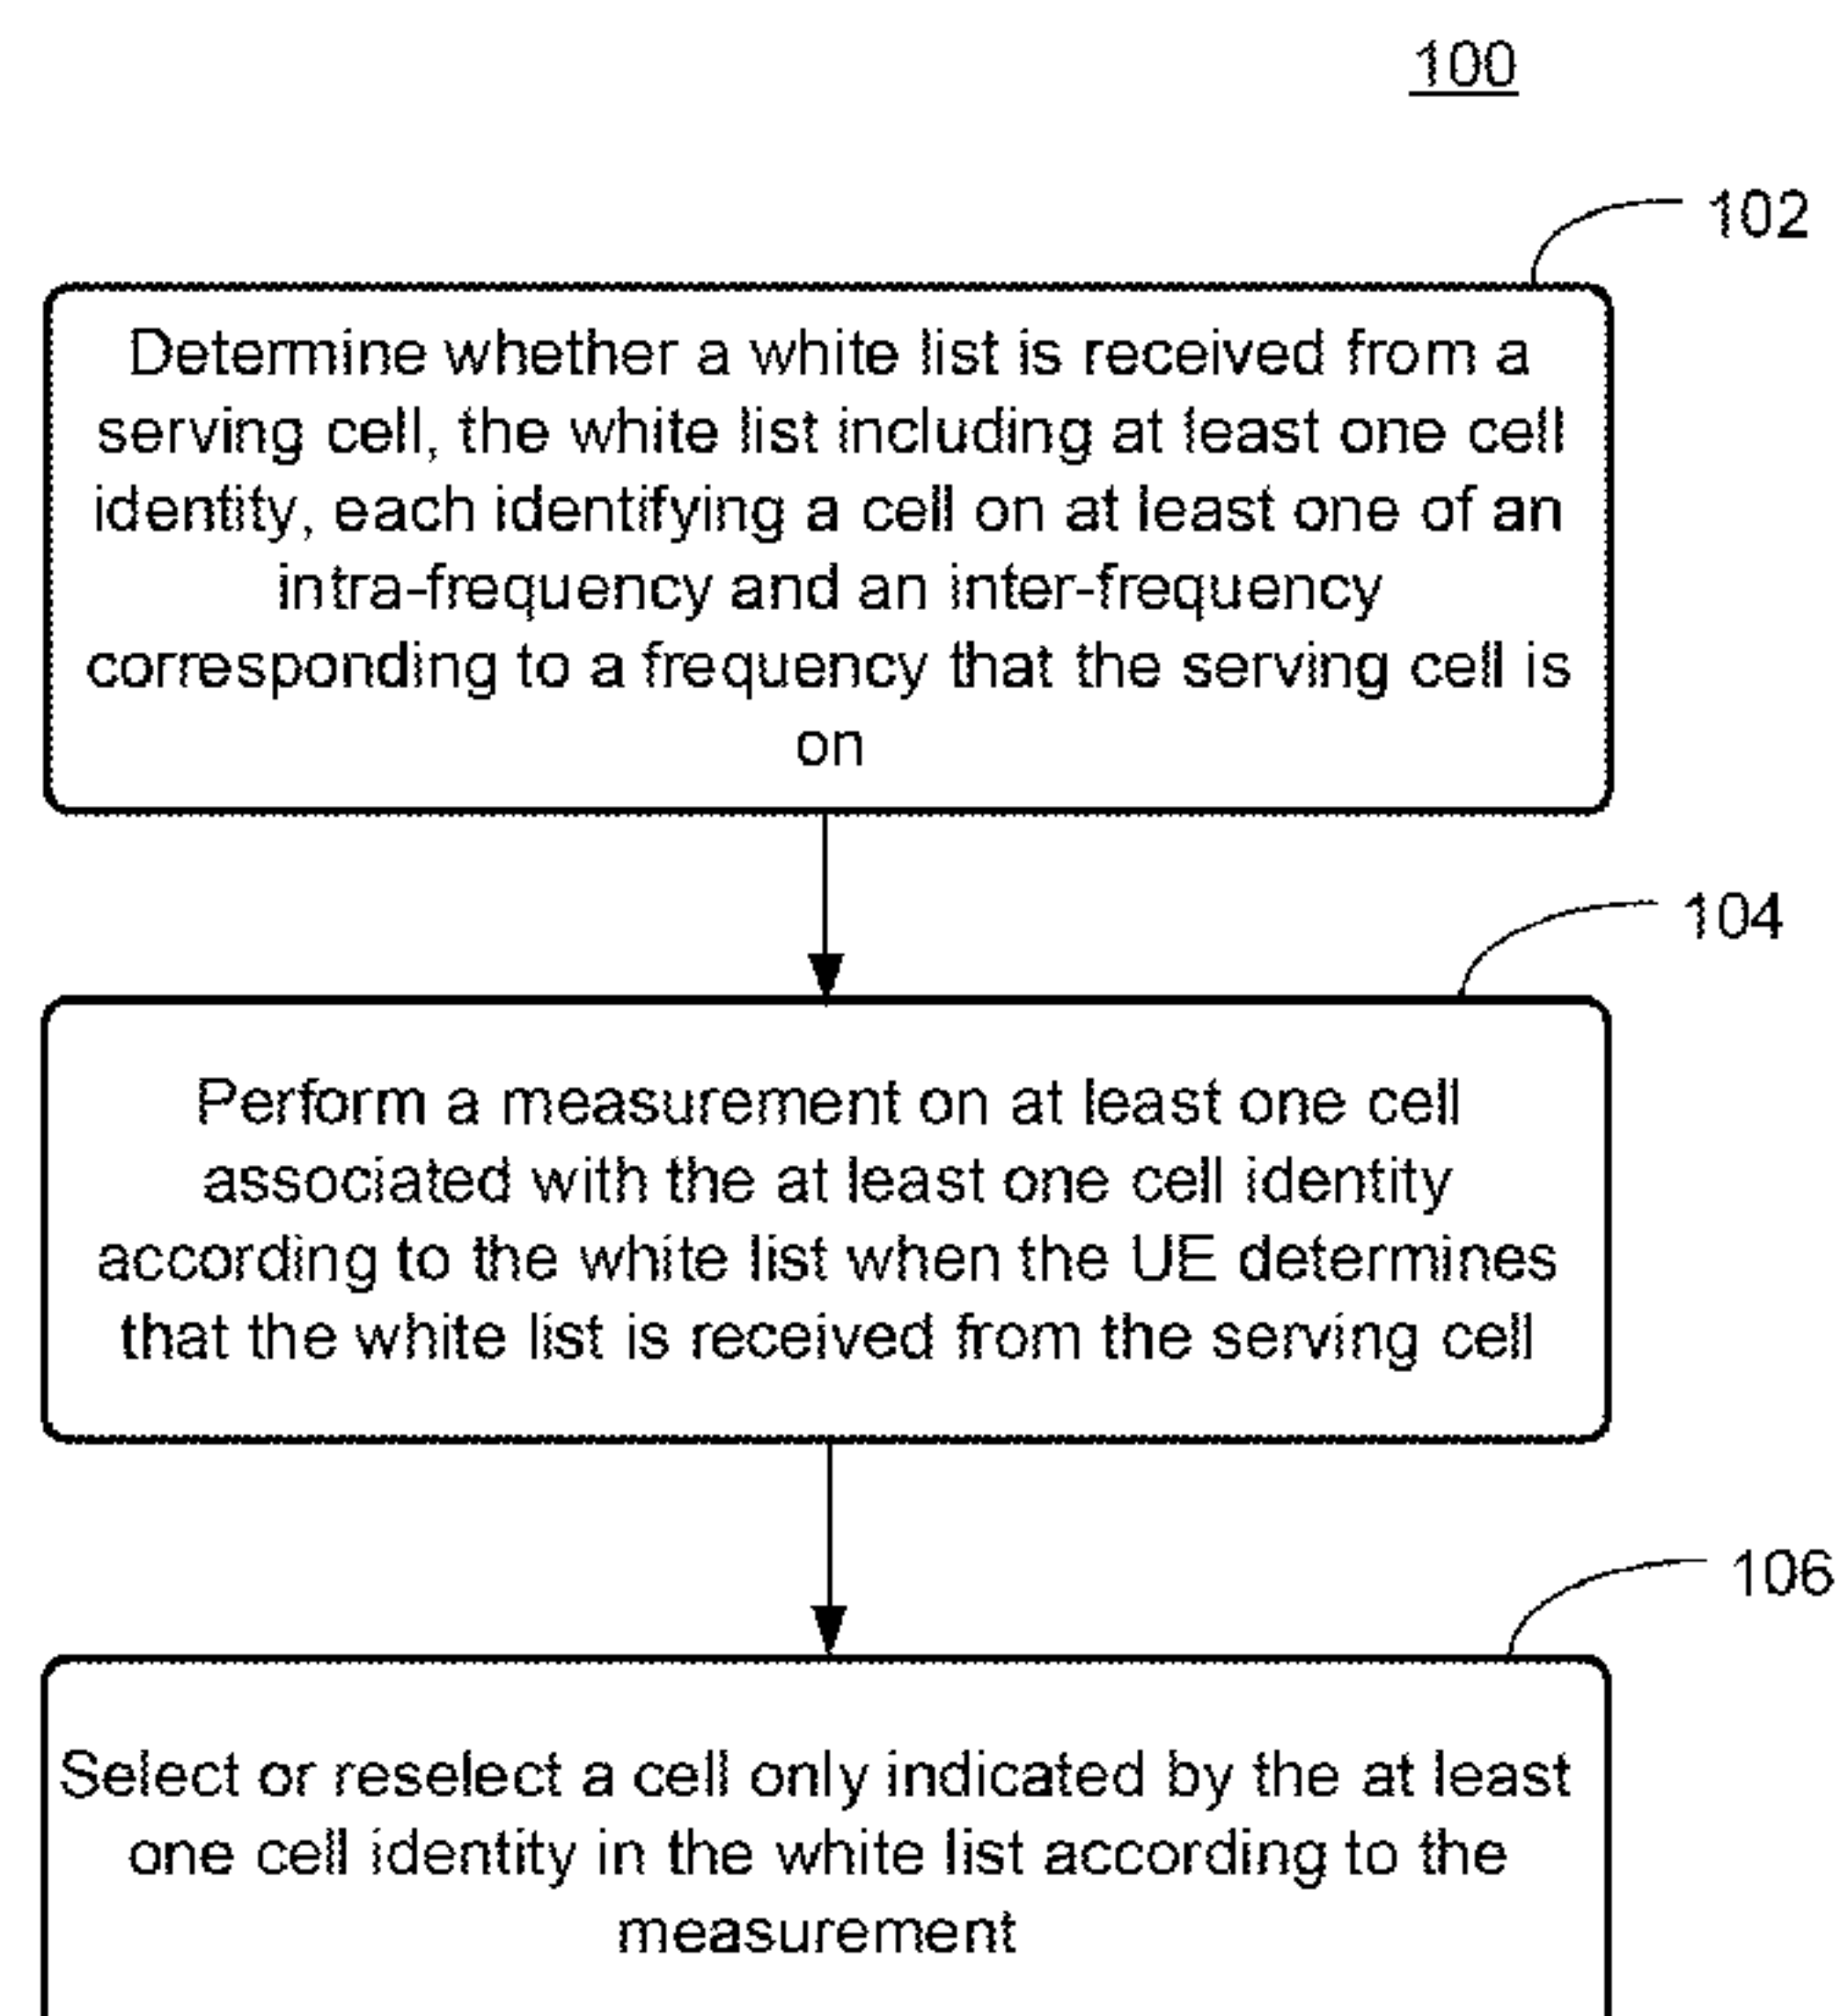 100
102
Determine whether a white list is received from a
serving cell, the white list including at least one cell
identity, each identifying a cell on at least one of an
intra-frequency and an inter-frequency
corresponding to a frequency that the serving cell is
on
104
Perform a measurement on at least one cell
associated with the at least one cell identity
according to the white list when the UE determines
that the white list is received from the serving cell
106
Select or reselect a cell only indicated by the at least
one cell identity in the white list according to the
measurement